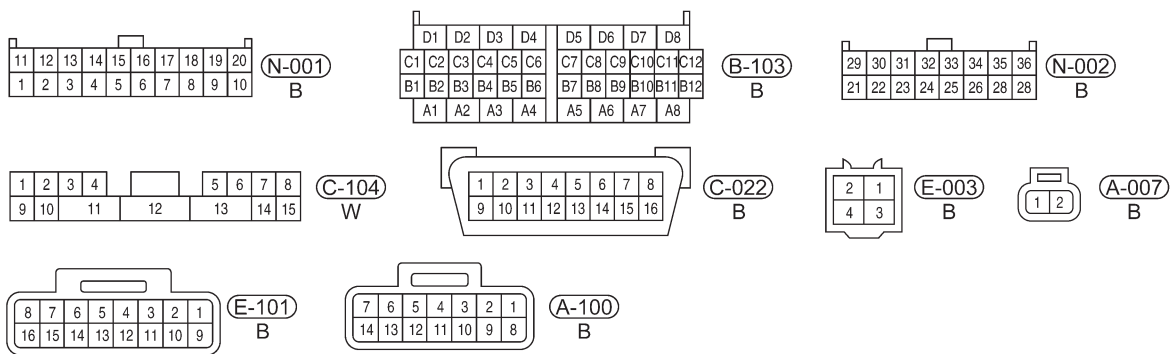 11 12 13 14 15 16 17 18 19 20
1 2 3 4 5 6 7 8 9 10
N-001
B
D1 D2 D3 D4 D5 D6 D7 D8
C1 C2 C3 C4 C5 C6 C7 C8 C9 C10 C11 C12
B1 B2 B3 B4 B5 B6 B7 B8 B9 B10 B11 B12
A1 A2 A3 A4 A5 A6 A7 A8
B-103
B
29 30 31 32 33 34 35 36
21 22 23 24 25 26 28 28
N-002
B
1 2 3 4 5 6 7 8
9 10 11 12 13 14 15
C-104
W
1 2 3 4 5 6 7 8
9 10 11 12 13 14 15 16
C-022
B
2 1
4 3
E-003
B
1 2
A-007
B
8 7 6 5 4 3 2 1
16 15 14 13 12 11 10 9
E-101
B
7 6 5 4 3 2 1
14 13 12 11 10 9 8
A-100
B